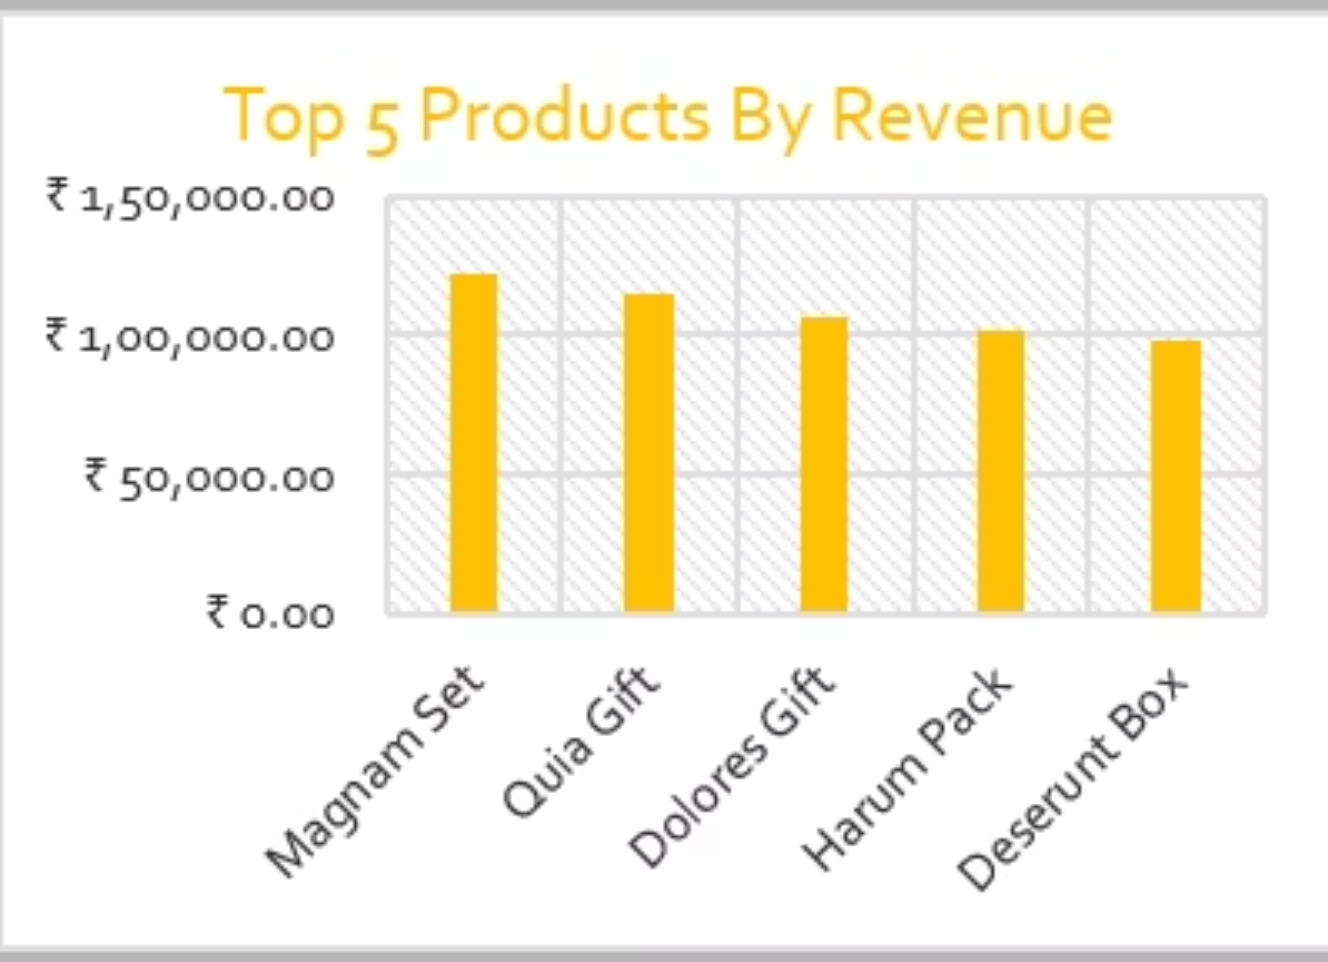 Top 5 Products By Revenue
₹ 1,50,000.00
₹ 1,00,000.00
₹ 50,000.00
₹ 0.00
Magnam Set
Quia Gift
Dolores Gift
Harum Pack
Deserunt Box